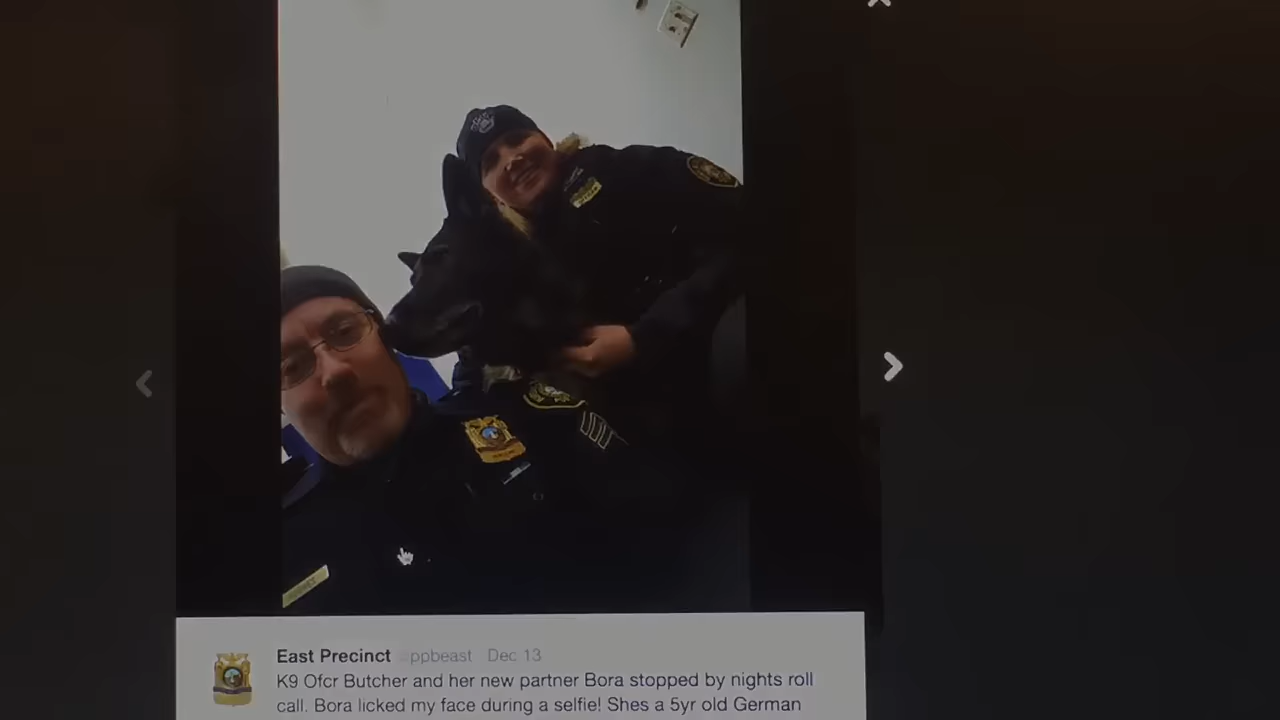 East Precinct @ppbeast Dec 13
K9 Ofcr Butcher and her new partner Bora stopped by nights roll
call. Bora licked my face during a selfie! Shes a 5yr old German